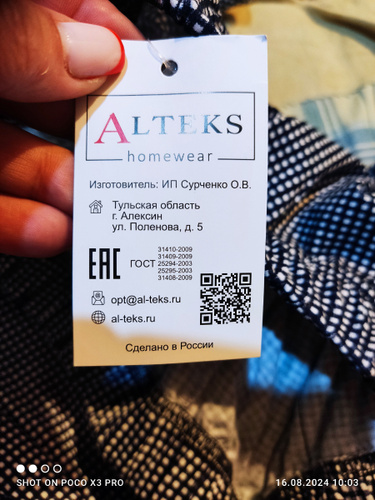 ALTEKS
homewear
Изготовитель: ИП Сурченко О.В.
Тульская область
г. Алексин
ул. Поленова, д. 5
EAC
ГОСТ
31410-2009
31409-2009
25294-2003
25295-2003
31408-2009
opt@al-teks.ru
al-teks.ru
Сделано в России
SHOT ON POCO X3 PRO
16.08.2024 10:03